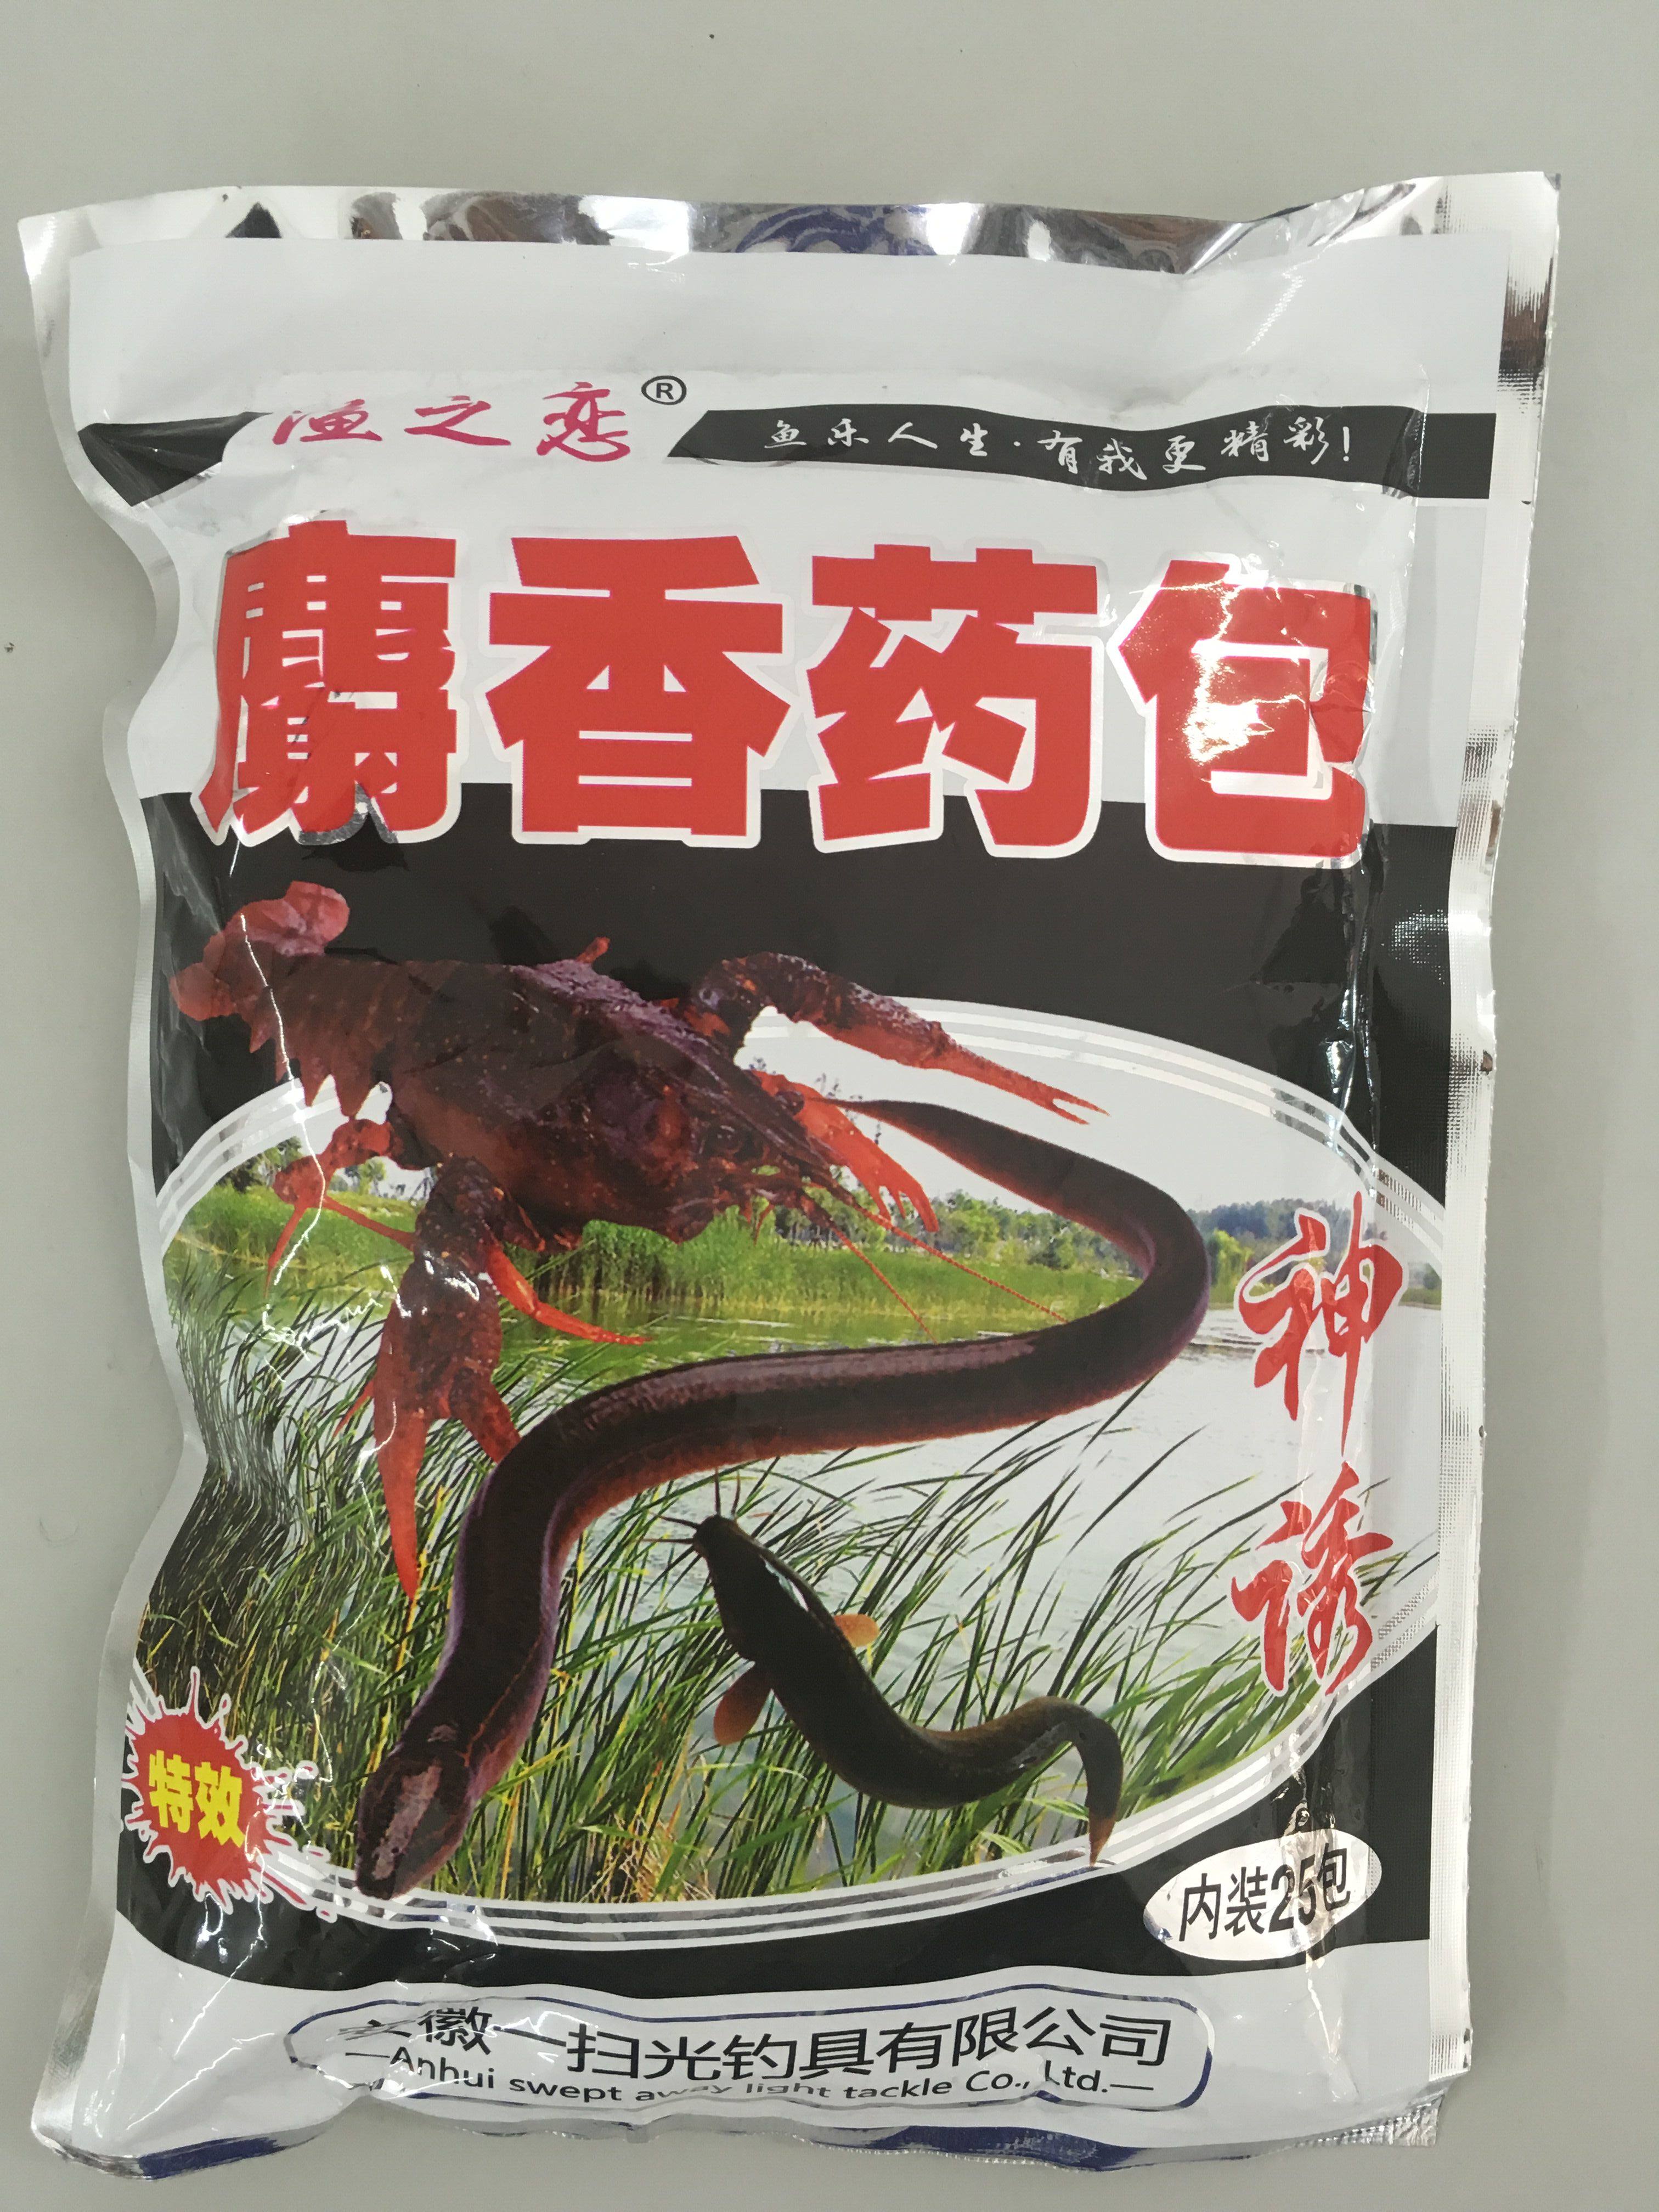 渔之恋®
鱼乐人生·有我更精彩!
麝香药包
神诱
特效
内装25包
安徽一扫光钓具有限公司
—Anhui swept away light tackle Co., Ltd.—